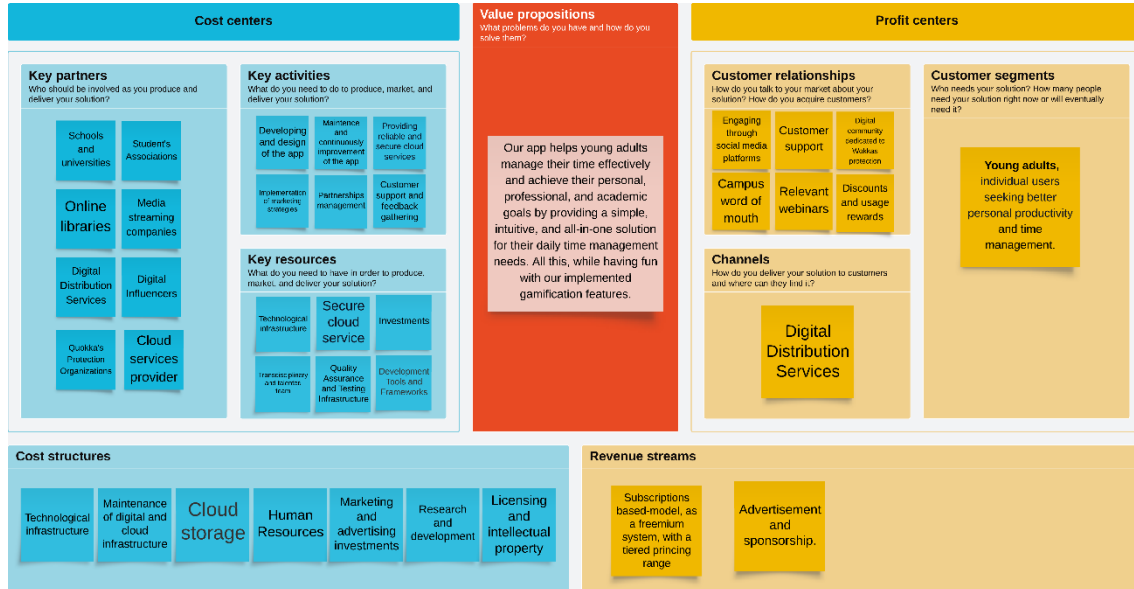 Cost centers
Value propositions
What problems do you have and how do you
solve them?
Profit centers
Key partners
Who should be involved as you produce and
deliver your solution?
Schools
and
universities
Student's
Associations
Online
libraries
Media
streaming
companies
Digital
Distribution
Services
Digital
Influencers
Quokka's
Protection
Organizations
Cloud
services
provider
Key activities
What do you need to do to produce, market, and
deliver your solution?
Developing
and design
of the app
Maintence
and
continuously
improvement
of the app
Providing
reliable and
secure cloud
services
Implementation
of marketing
strategies
Partnerships
management
Customer
support and
feedback
gathering
Key resources
What do you need to have in order to produce,
market, and deliver your solution?
Technological
infrastructure
Secure
cloud
service
Investments
Transdisciplinary
and talented
team
Quality
Assurance
and Testing
Infrastructure
Development
Tools and
Frameworks
Our app helps young adults
manage their time effectively
and achieve their personal,
professional, and academic
goals by providing a simple,
intuitive, and all-in-one solution
for their daily time management
needs. All this, while having fun
with our implemented
gamification features.
Customer relationships
How do you talk to your market about your
solution? How do you acquire customers?
Engaging
through
social media
platforms
Customer
support
Digital
community
dedicated to
Wukkas
protection
Campus
word of
mouth
Relevant
webinars
Discounts
and usage
rewards
Channels
How do you deliver your solution to customers
and where can they find it?
Digital
Distribution
Services
Customer segments
Who needs your solution? How many people
need your solution right now or will eventually
need it?
Young adults,
individual users
seeking better
personal productivity
and time
management.
Cost structures
Technological
infrastructure
Maintenance
of digital and
cloud
infrastructure
Cloud
storage
Human
Resources
Marketing
and
advertising
investments
Research
and
development
Licensing
and
intellectual
property
Revenue streams
Subscriptions
based-model, as
a freemium
system, with a
tiered princing
range
Advertisement
and
sponsorship.